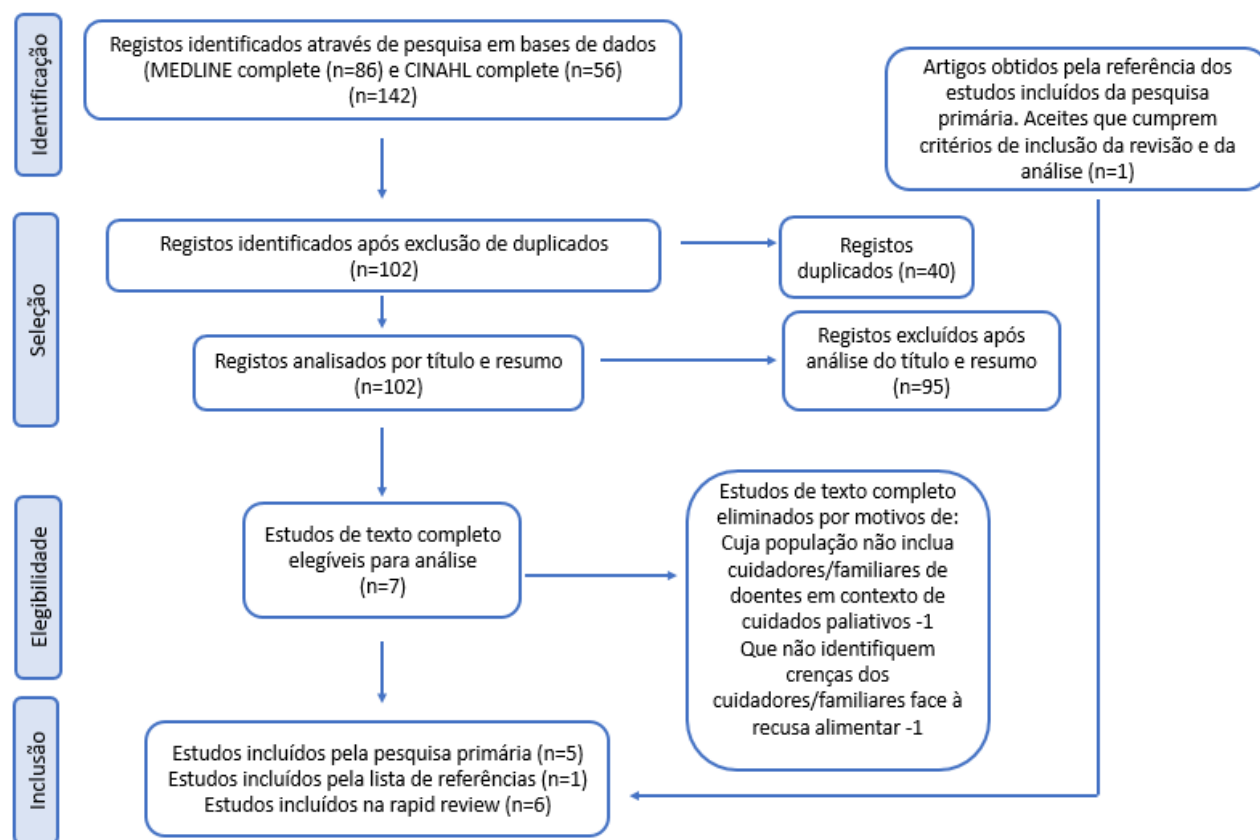 Identificação
Registos identificados através de pesquisa em bases de dados
(MEDLINE complete (n=86) e CINAHL complete (n=56)
(n=142)
Artigos obtidos pela referência dos
estudos incluídos da pesquisa
primária. Aceites que cumprem
critérios de inclusão da revisão e da
análise (n=1)
Seleção
Registos identificados após exclusão de duplicados
(n=102)
Registos
duplicados (n=40)
Registos analisados por título e resumo
(n=102)
Registos excluídos após
análise do título e resumo
(n=95)
Elegibilidade
Estudos de texto completo
elegíveis para análise
(n=7)
Estudos de texto completo
eliminados por motivos de:
Cuja população não inclua
cuidadores/familiares de
doentes em contexto de
cuidados paliativos -1
Que não identifiquem
crenças dos
cuidadores/familiares face à
recusa alimentar -1
Inclusão
Estudos incluídos pela pesquisa primária (n=5)
Estudos incluídos pela lista de referências (n=1)
Estudos incluídos na rapid review (n=6)